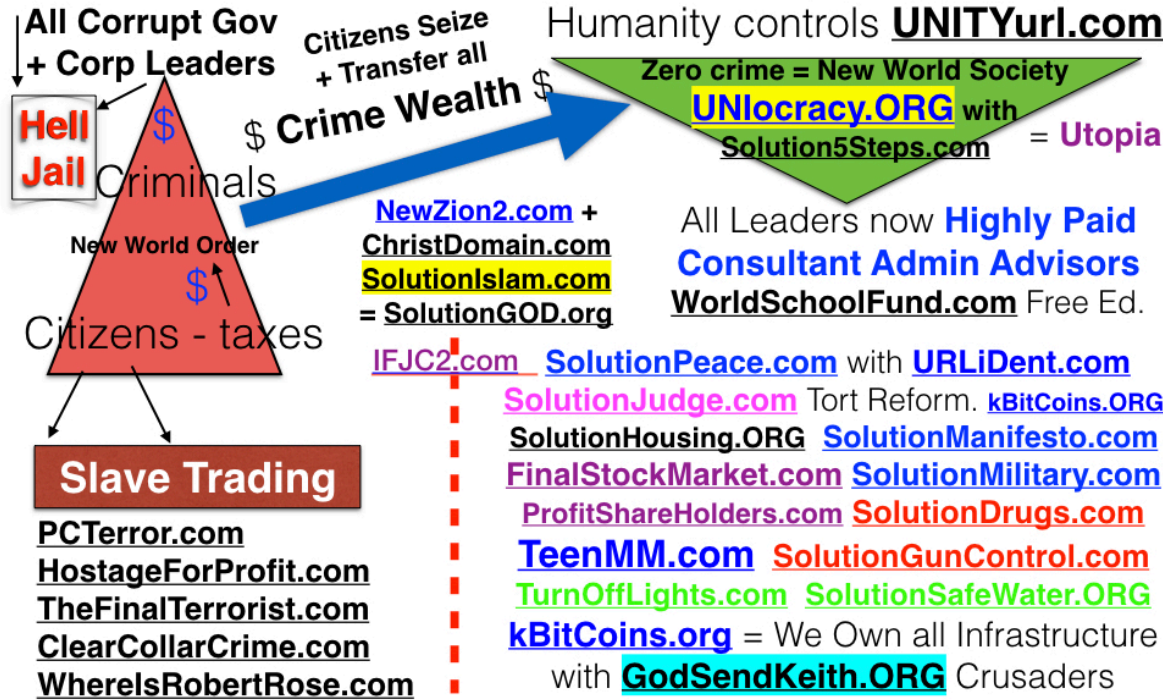 All Corrupt Gov
+ Corp Leaders
Hell
Jail
$
Criminals
New World Order
$
Citizens - taxes
Slave Trading
PCTerror.com
HostageForProfit.com
TheFinalTerrorist.com
ClearCollarCrime.com
WhereIsRobertRose.com
Citizens Seize
+ Transfer all
$ Crime Wealth $
Humanity controls UNITYurl.com
Zero crime = New World Society
UNIocracy.ORG with
Solution5Steps.com
= Utopia
NewZion2.com +
ChristDomain.com
SolutionIslam.com
= SolutionGOD.org
All Leaders now Highly Paid
Consultant Admin Advisors
WorldSchoolFund.com Free Ed.
IFJC2.com SolutionPeace.com with URLiDent.com
SolutionJudge.com Tort Reform. kBitCoins.ORG
SolutionHousing.ORG SolutionManifesto.com
FinalStockMarket.com SolutionMilitary.com
ProfitShareHolders.com SolutionDrugs.com
TeenMM.com SolutionGunControl.com
TurnOffLights.com SolutionSafeWater.ORG
kBitCoins.org = We Own all Infrastructure
with GodSendKeith.ORG Crusaders